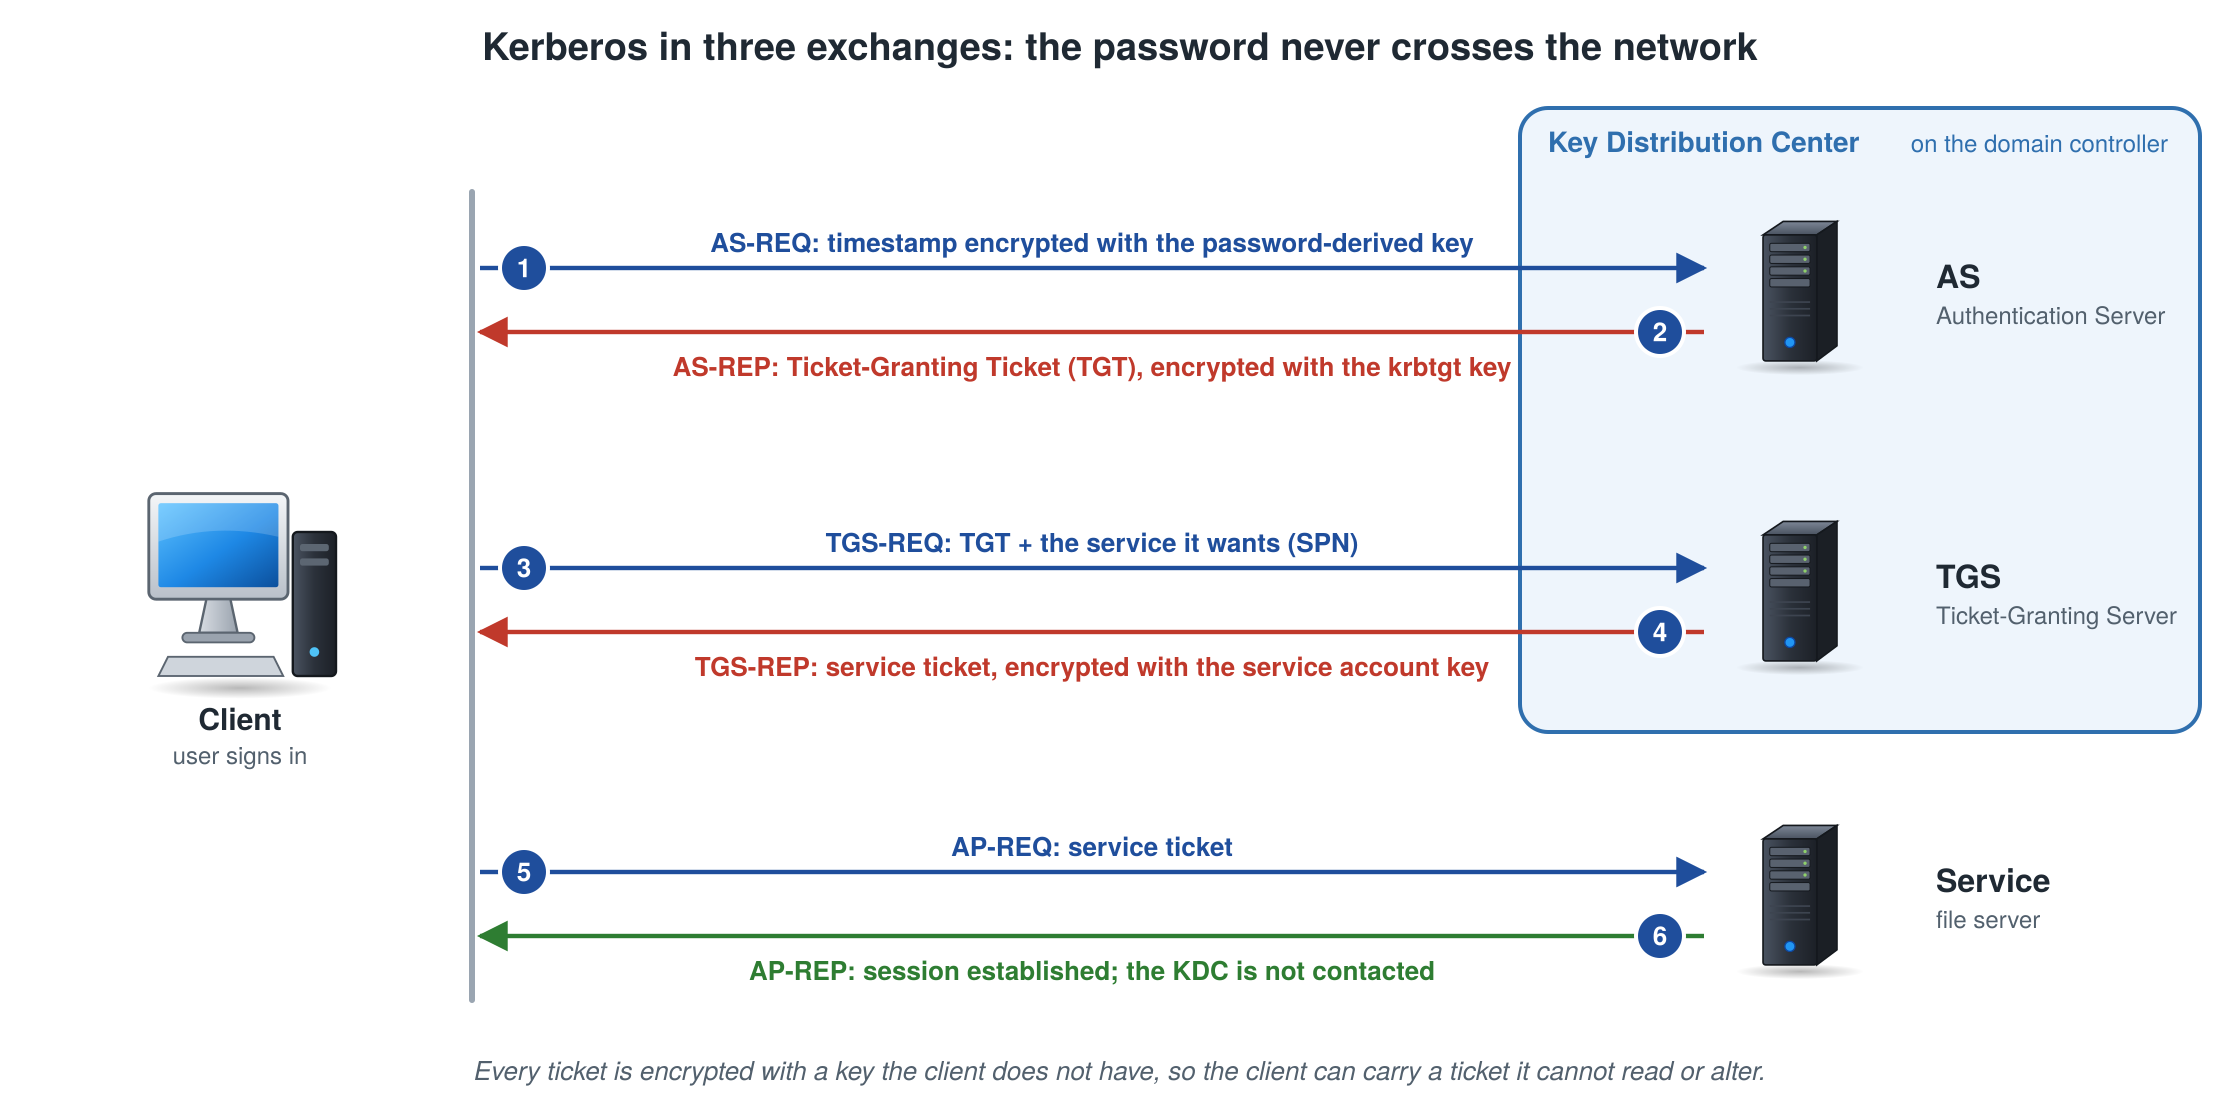 Kerberos in three exchanges: the password never crosses the network
Key Distribution Center
on the domain controller
AS-REQ: timestamp encrypted with the password-derived key
1
AS
Authentication Server
2
AS-REP: Ticket-Granting Ticket (TGT), encrypted with the krbtgt key
TGS-REQ: TGT + the service it wants (SPN)
3
TGS
Ticket-Granting Server
4
TGS-REP: service ticket, encrypted with the service account key
Client
user signs in
AP-REQ: service ticket
5
Service
file server
6
AP-REP: session established; the KDC is not contacted
Every ticket is encrypted with a key the client does not have, so the client can carry a ticket it cannot read or alter.